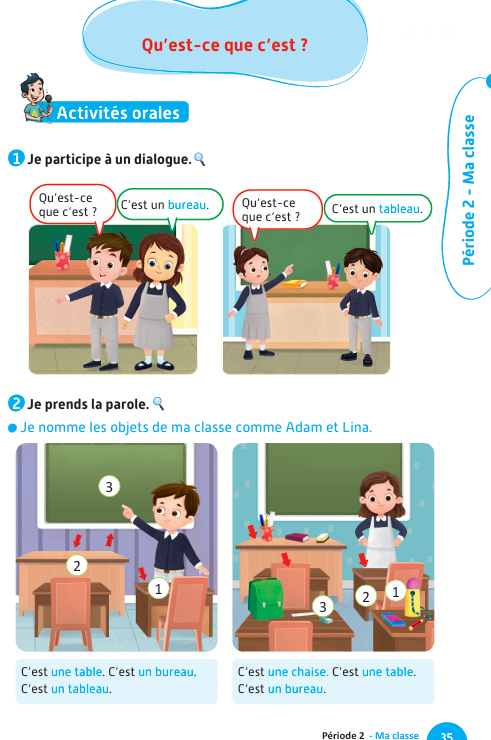 Qu'est-ce que c'est ?
Activités orales
1 Je participe à un dialogue.
Qu'est-ce
que c'est ?
C'est un bureau.
Qu'est-ce
que c'est ?
C'est un tableau.
2 Je prends la parole.
Je nomme les objets de ma classe comme Adam et Lina.
3
2
1
3
2
1
C'est une table. C'est un bureau.
C'est un tableau.
C'est une chaise. C'est une table.
C'est un bureau.
Période 2 - Ma classe
Période 2 - Ma classe
35